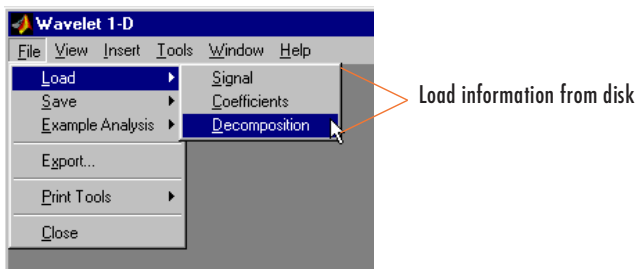 Wavelet 1-D
File View Insert Tools Window Help
Load
Save
Example Analysis
Export...
Print Tools
Close
Signal
Coefficients
Decomposition
Load information from disk